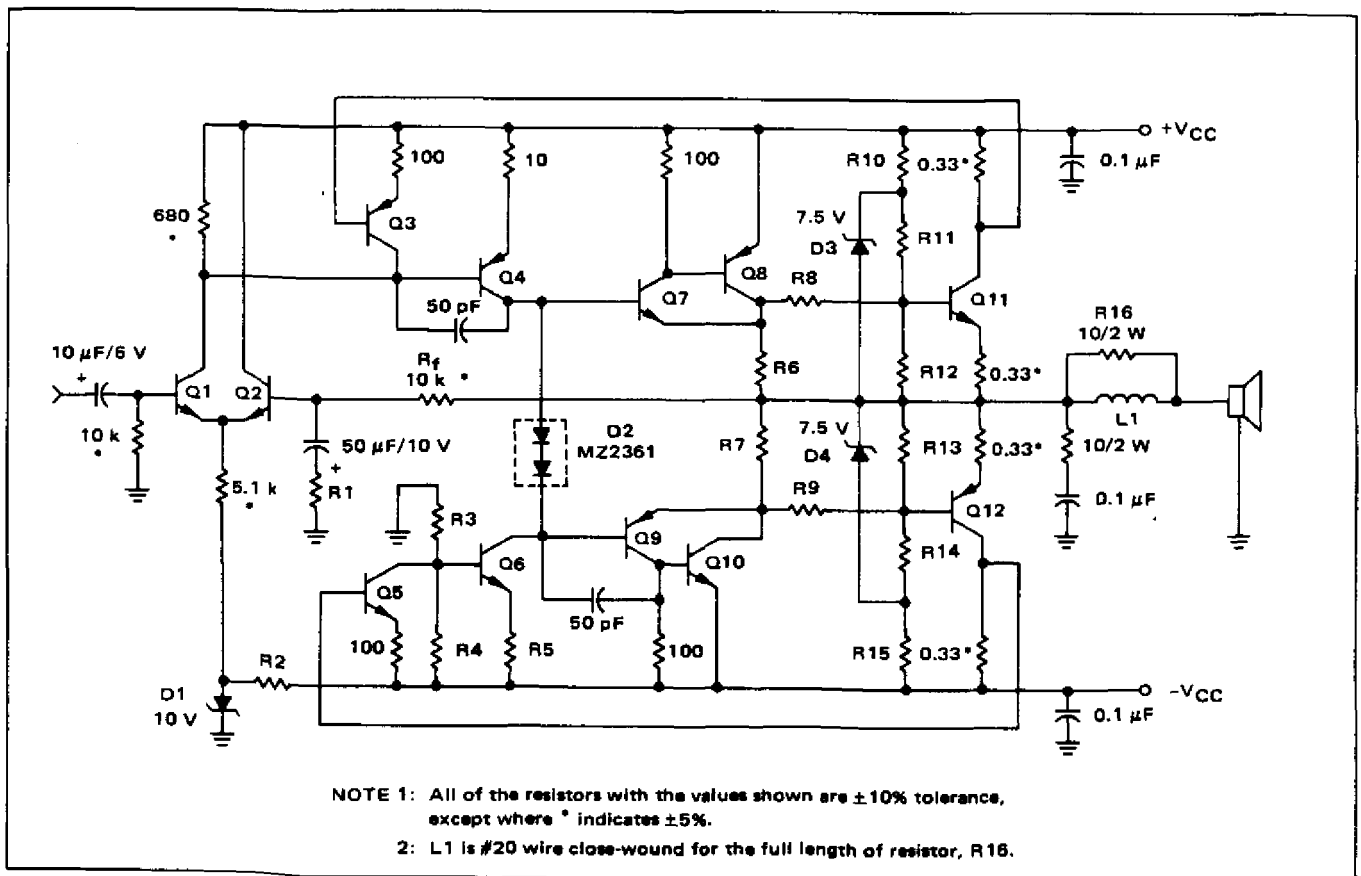 +VCC
100
10
100
R10
0.33*
0.1 µF
680
*
Q3
7.5 V
D3
R11
Q4
Q8
R8
Q7
Q11
50 pF
R16
10/2 W
10 µF/6 V
Rf
10 k *
R6
R12
0.33*
Q1
Q2
L1
10 k
*
50 µF/10 V
D2
MZ2361
R7
7.5 V
D4
R13
0.33*
10/2 W
5.1 k
*
R1
R9
0.1 µF
R3
Q12
Q9
R14
Q6
Q10
Q5
50 pF
100
R4
R5
100
R15
0.33*
R2
D1
10 V
-VCC
0.1 µF
NOTE 1: All of the resistors with the values shown are ±10% tolerance,
except where * indicates ±5%.
2: L1 is #20 wire close-wound for the full length of resistor, R16.